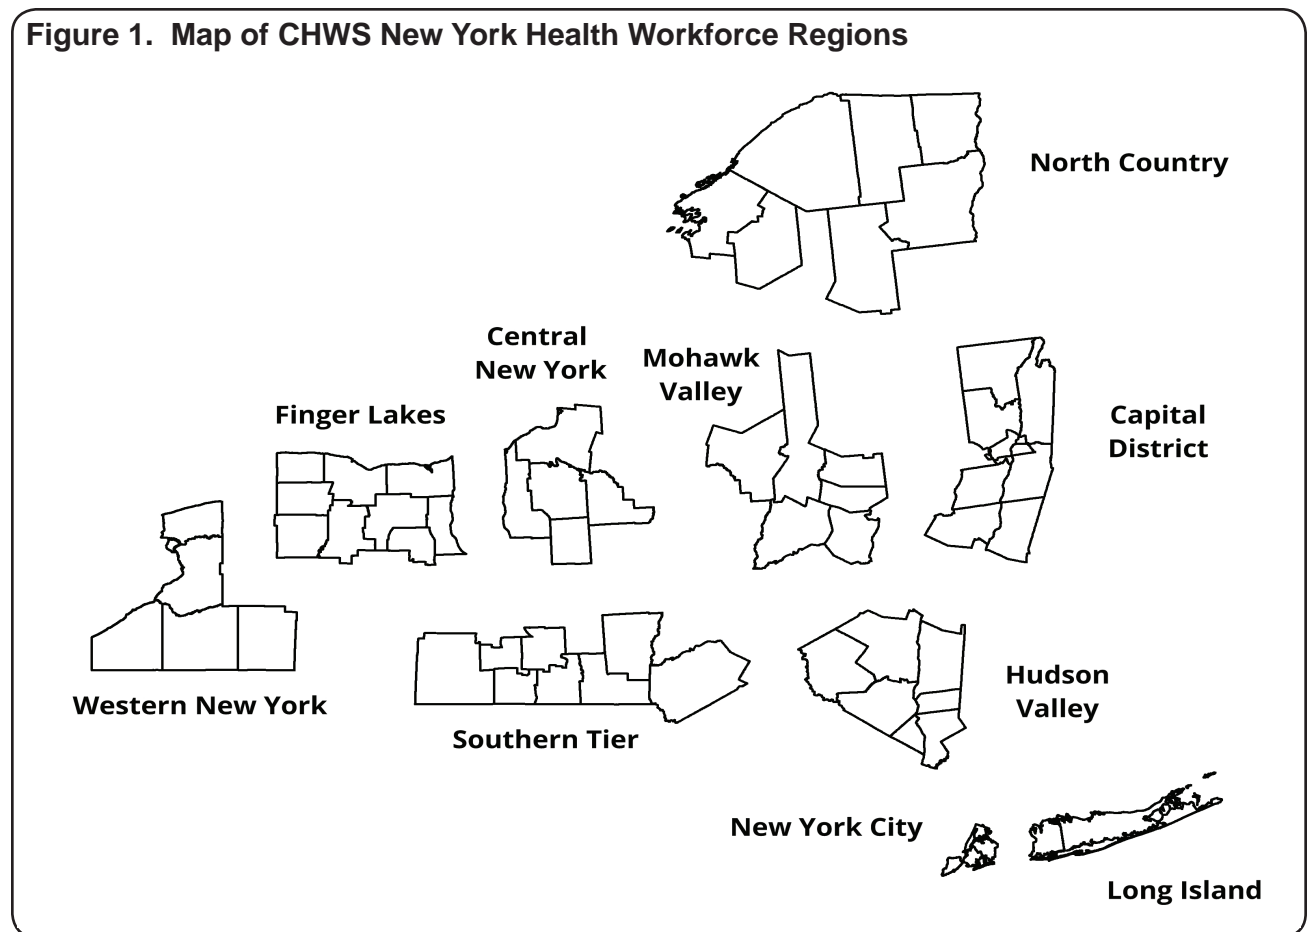 Figure 1.  Map of CHWS New York Health Workforce Regions
North Country
Central
New York
Mohawk
Valley
Finger Lakes
Capital
District
Western New York
Southern Tier
Hudson
Valley
New York City
Long Island